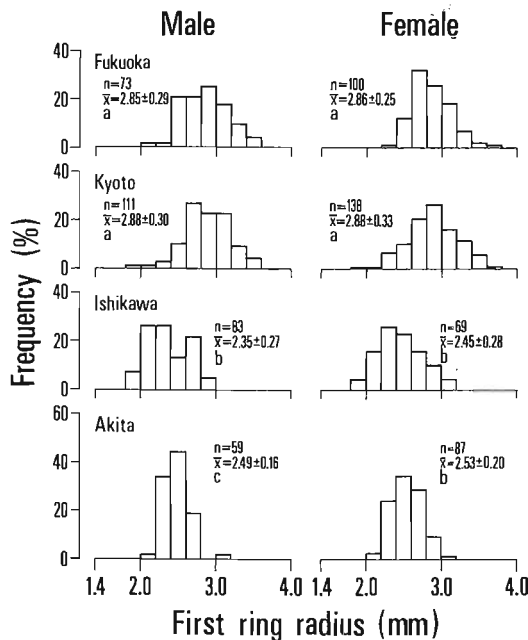 Male
Female
Frequency (%)
Fukuoka
40
20
0
n=73
x̄=2.85±0.29
a
n=100
x̄=2.86±0.25
a
Kyoto
40
20
0
n=111
x̄=2.88±0.30
a
n=138
x̄=2.88±0.33
a
Ishikawa
40
20
0
n=83
x̄=2.35±0.27
b
n=69
x̄=2.45±0.28
b
Akita
60
40
20
0
n=59
x̄=2.49±0.16
c
n=87
x̄=2.53±0.20
b
1.4 2.0 3.0 4.0 1.4 2.0 3.0 4.0
First ring radius (mm)